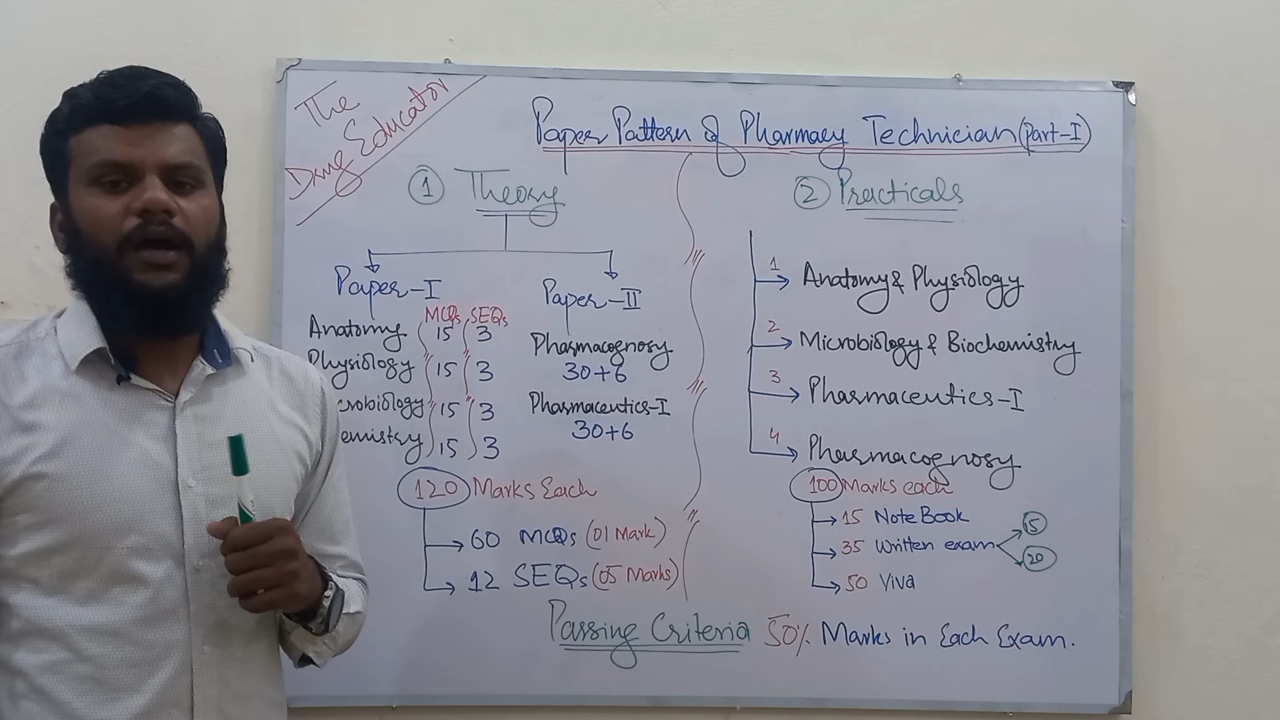 The
Drug Educator
Paper Pattern of Pharmacy Technician (Part-I)
1 Theory
Paper-I
MCQs SEQs
Anatomy 15 3
Physiology 15 3
crobiology 15 3
emistry 15 3
Paper-II
Pharmacognosy
30+6
Pharmaceutics-I
30+6
120 Marks Each
60 MCQs (01 Mark)
12 SEQs (05 Marks)
2 Practicals
1 Anatomy & Physiology
2 Microbiology & Biochemistry
3 Pharmaceutics-I
4 Pharmacognosy
100 Marks each
15 Note Book
35 Written exam 15
20
50 Viva
Passing Criteria 50% Marks in Each Exam.